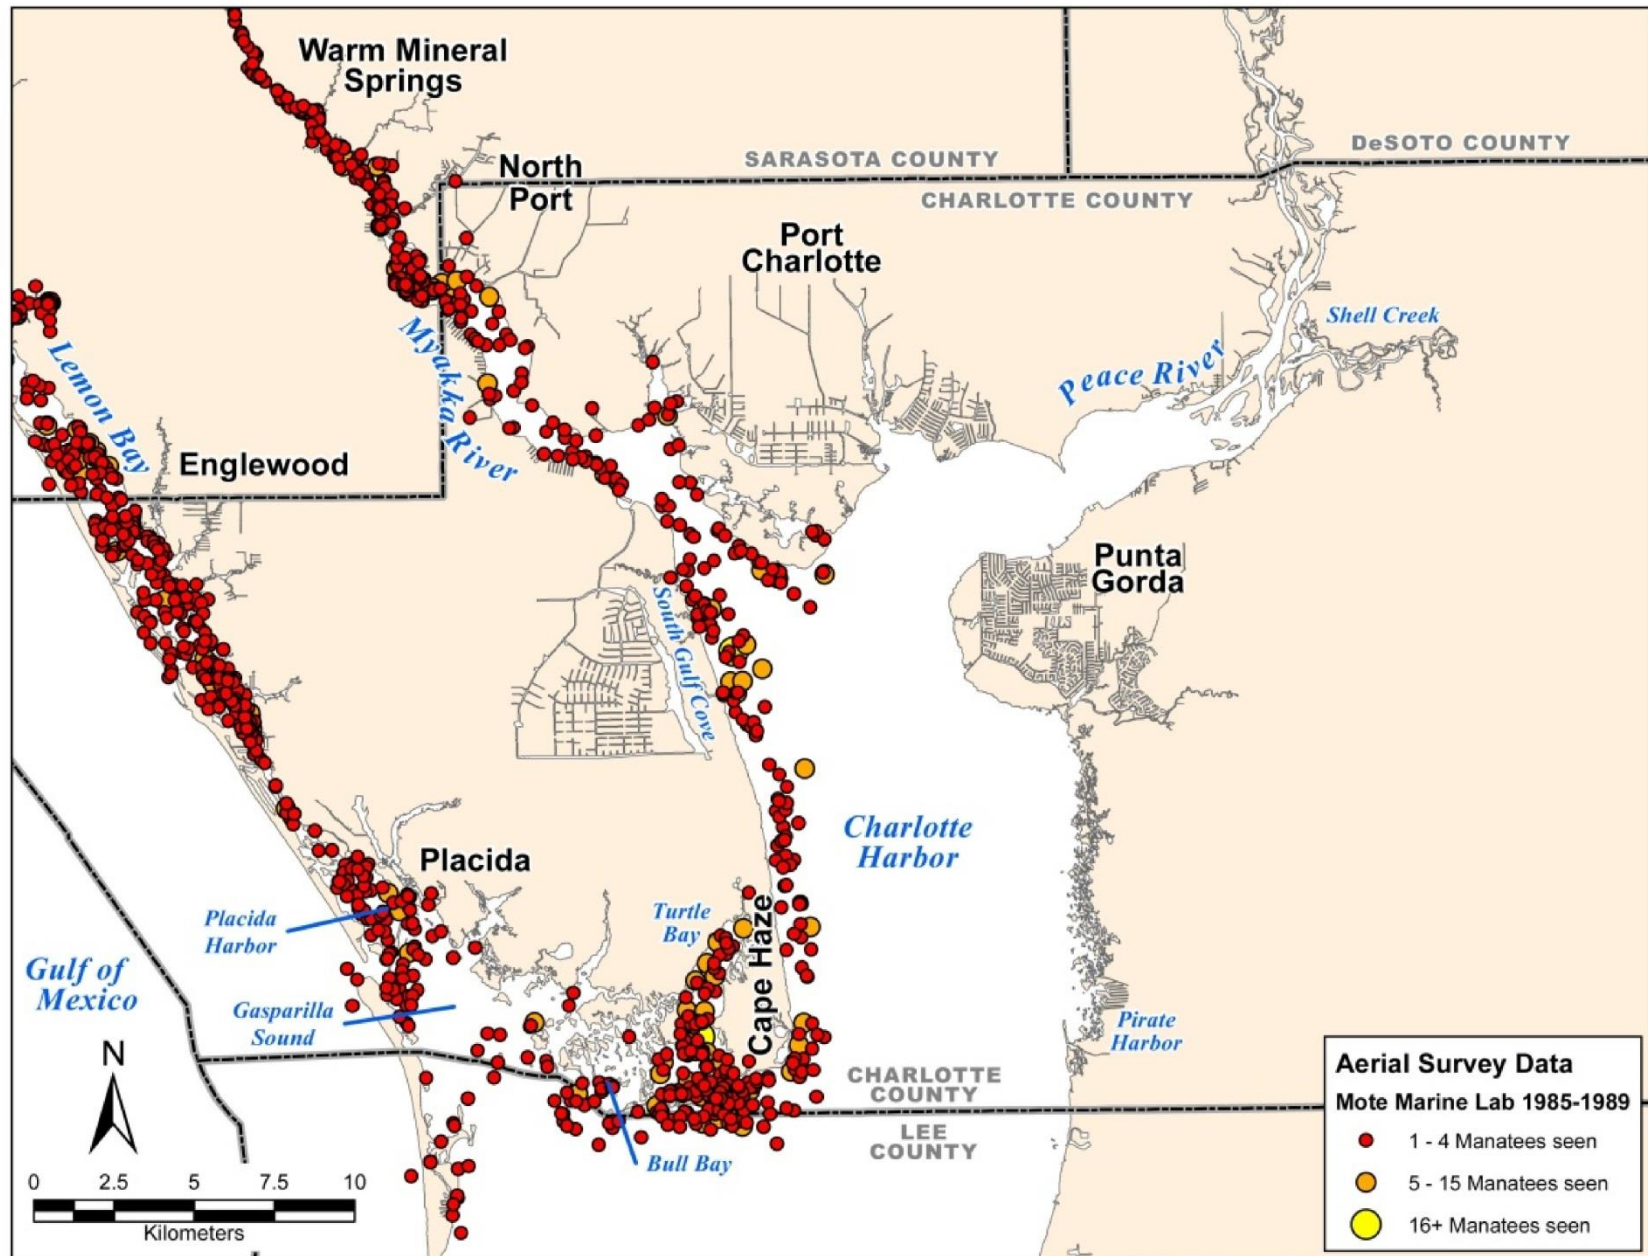 Warm Mineral
Springs
North
Port
SARASOTA COUNTY
DeSOTO COUNTY
CHARLOTTE COUNTY
Port
Charlotte
Shell Creek
Peace River
Myakka River
Lemon Bay
Englewood
Punta
Gorda
South Gulf Cove
Charlotte
Harbor
Placida
Placida
Harbor
Turtle
Bay
Cape Haze
Gulf of
Mexico
Gasparilla
Sound
Pirate
Harbor
N
CHARLOTTE
COUNTY
LEE
COUNTY
Bull Bay
0 2.5 5 7.5 10
Kilometers
Aerial Survey Data
Mote Marine Lab 1985-1989
1 - 4 Manatees seen
5 - 15 Manatees seen
16+ Manatees seen